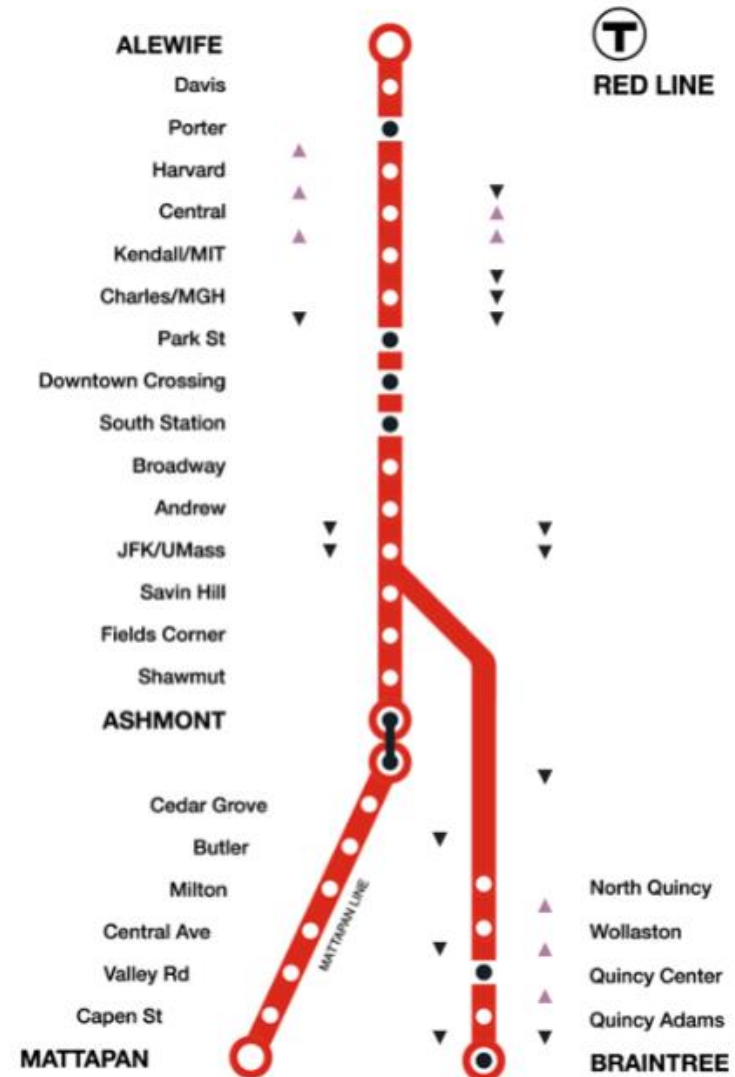 T
ALEWIFE
RED LINE
Davis
Porter
Harvard
Central
Kendall/MIT
Charles/MGH
Park St
Downtown Crossing
South Station
Broadway
Andrew
JFK/UMass
Savin Hill
Fields Corner
Shawmut
ASHMONT
Cedar Grove
Butler
Milton
Central Ave
Valley Rd
Capen St
MATTAPAN
MATTAPAN LINE
North Quincy
Wollaston
Quincy Center
Quincy Adams
BRAINTREE